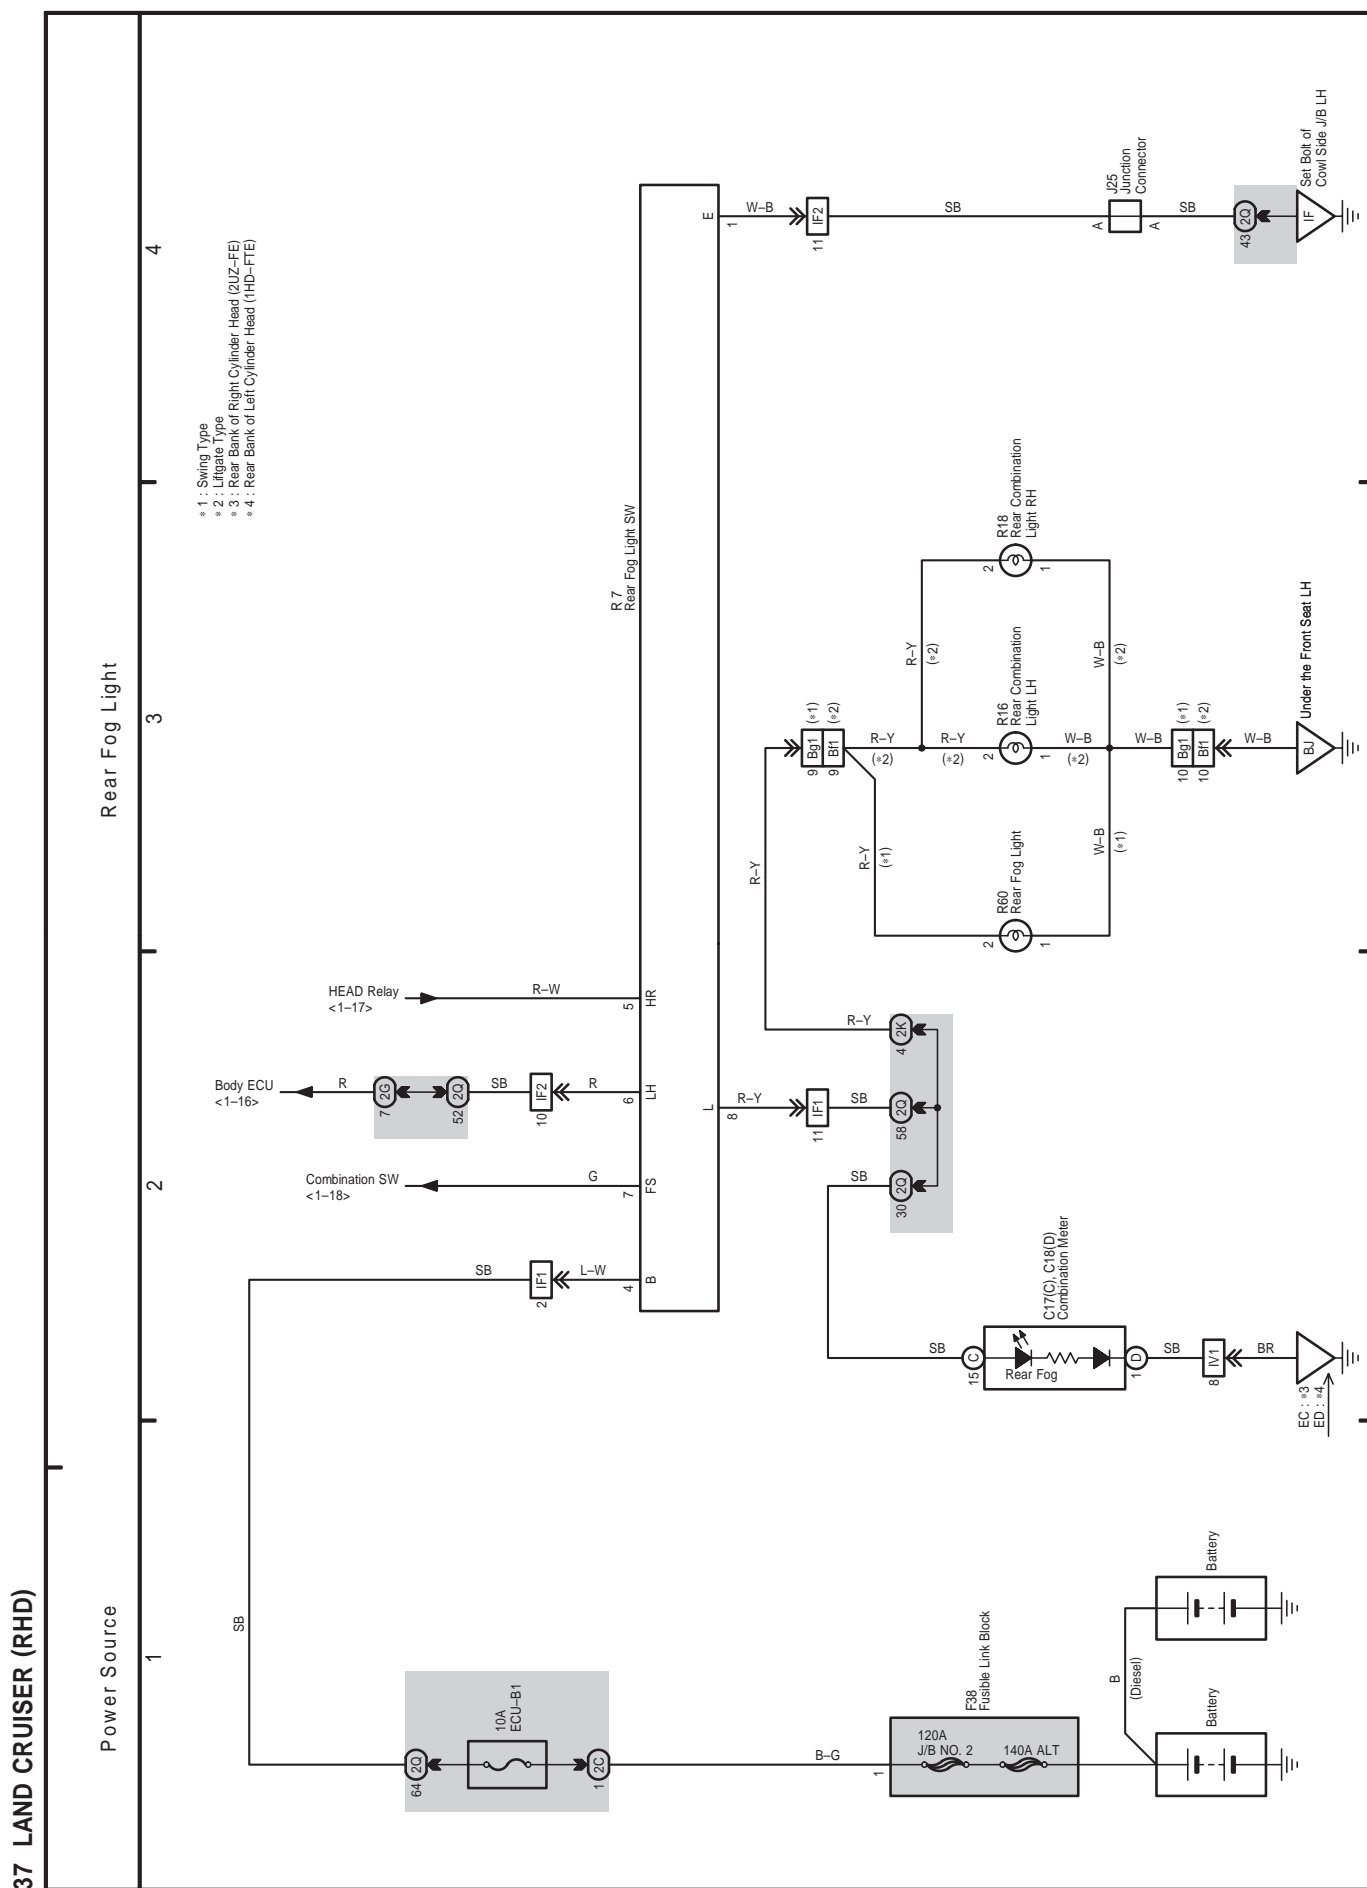 37 LAND CRUISER (RHD)
Power Source
Rear Fog Light
1
2
3
4
* 1 : Swing Type
* 2 : Liftgate Type
* 3 : Rear Bank of Right Cylinder Head (2UZ–FE)
* 4 : Rear Bank of Left Cylinder Head (1HD–FTE)
SB
64
2Q
10A
ECU–B1
1
2C
B–G
1
F38
Fusible Link Block
120A
J/B NO. 2
140A ALT
B
(Diesel)
Battery
Battery
SB
2
IF1
L–W
4
B
Combination SW
<1–18>
G
7
FS
Body ECU
<1–16>
R
7
2G
52
2Q
SB
10
IF2
R
6
LH
HEAD Relay
<1–17>
R–W
5
HR
R 7
Rear Fog Light SW
L
8
R–Y
11
IF1
SB
58
2Q
30
2Q
SB
4
2K
R–Y
R–Y
SB
15
C
C17(C), C18(D)
Combination Meter
Rear Fog
1
D
SB
8
IV1
BR
EC : *3
ED : *4
9
Bg1
(*1)
9
Bf1
(*2)
R–Y
(*1)
R–Y
(*2)
R–Y
(*2)
R–Y
(*2)
2
R60
Rear Fog Light
1
2
R16
Rear Combination
Light LH
1
2
R18
Rear Combination
Light RH
1
W–B
(*1)
W–B
(*2)
W–B
(*2)
W–B
10
Bg1
(*1)
10
Bf1
(*2)
W–B
BJ
Under the Front Seat LH
E
1
W–B
11
IF2
SB
A
J25
Junction
Connector
A
SB
43
2Q
IF
Set Bolt of
Cowl Side J/B LH